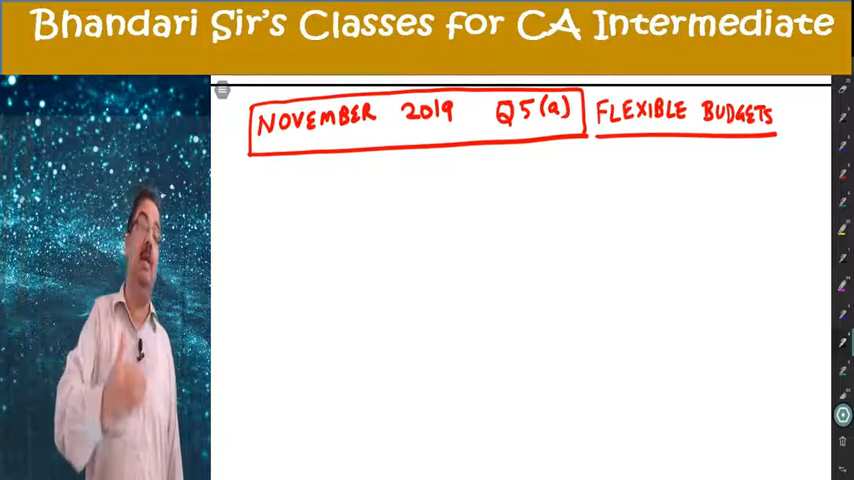 Bhandari Sir's Classes for CA Intermediate
NOVEMBER 2019 Q5(a) FLEXIBLE BUDGETS